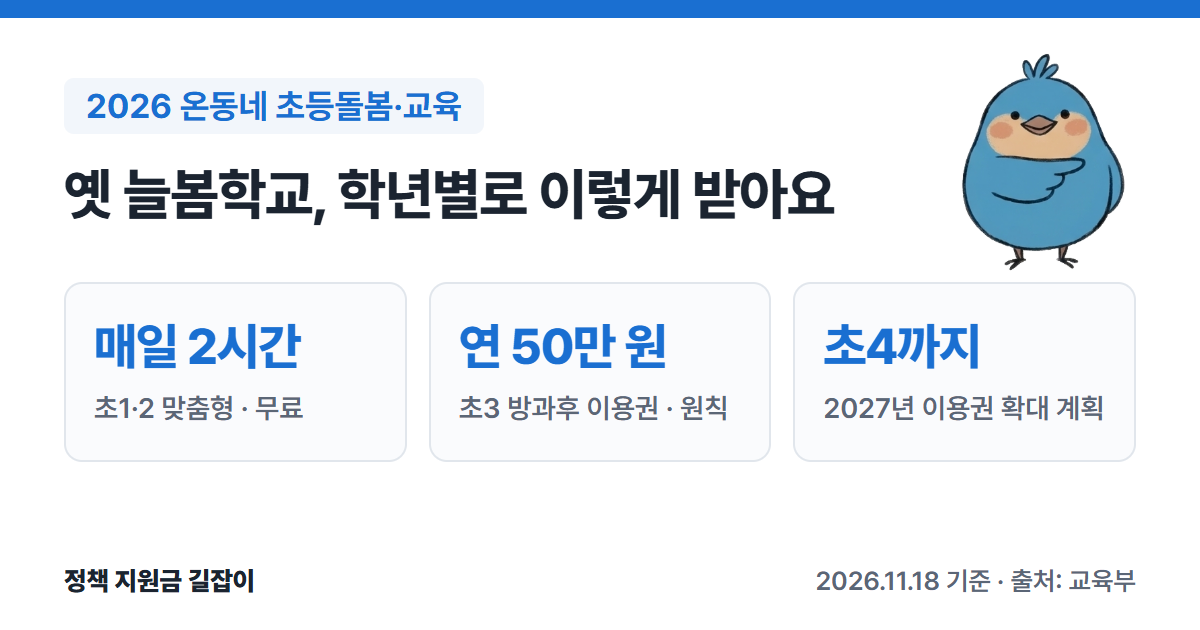 2026 온동네 초등돌봄·교육
옛 늘봄학교, 학년별로 이렇게 받아요
매일 2시간
초1·2 맞춤형 · 무료
연 50만 원
초3 방과후 이용권 · 원칙
초4까지
2027년 이용권 확대 계획
정책 지원금 길잡이
2026.11.18 기준 · 출처: 교육부